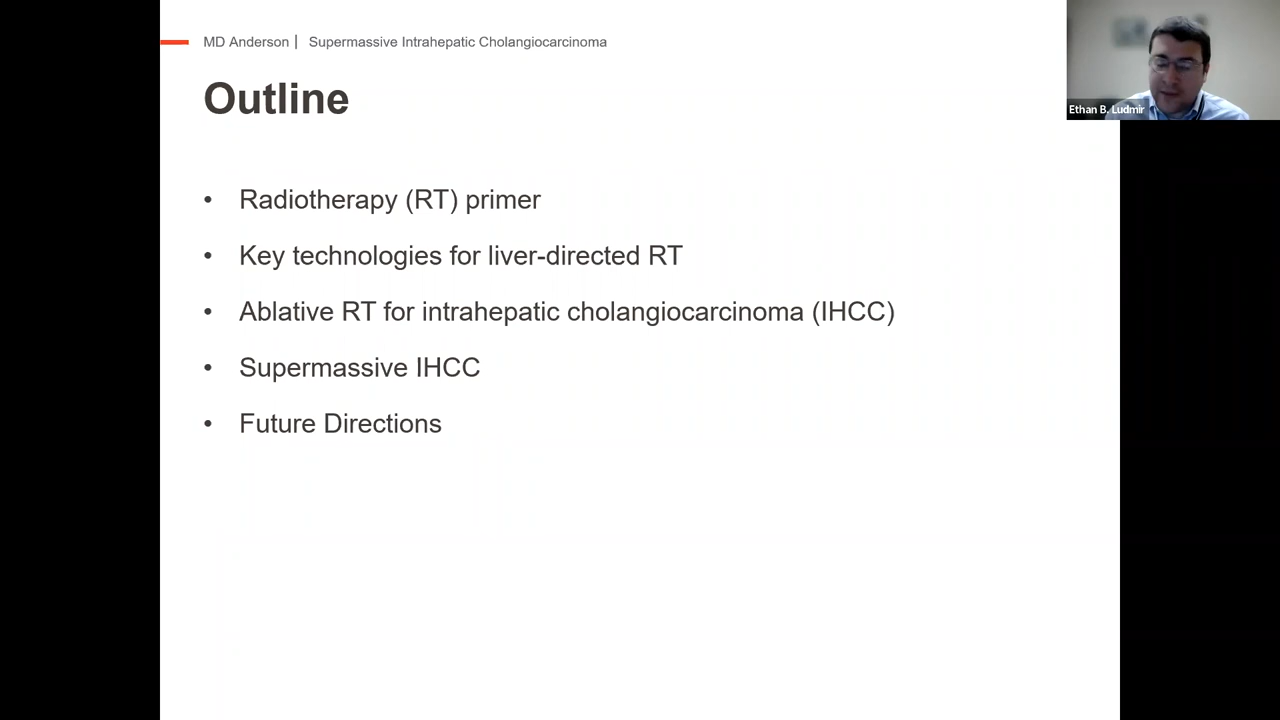 MD Anderson | Supermassive Intrahepatic Cholangiocarcinoma
Outline
• Radiotherapy (RT) primer
• Key technologies for liver-directed RT
• Ablative RT for intrahepatic cholangiocarcinoma (IHCC)
• Supermassive IHCC
• Future Directions
Ethan B. Ludmir